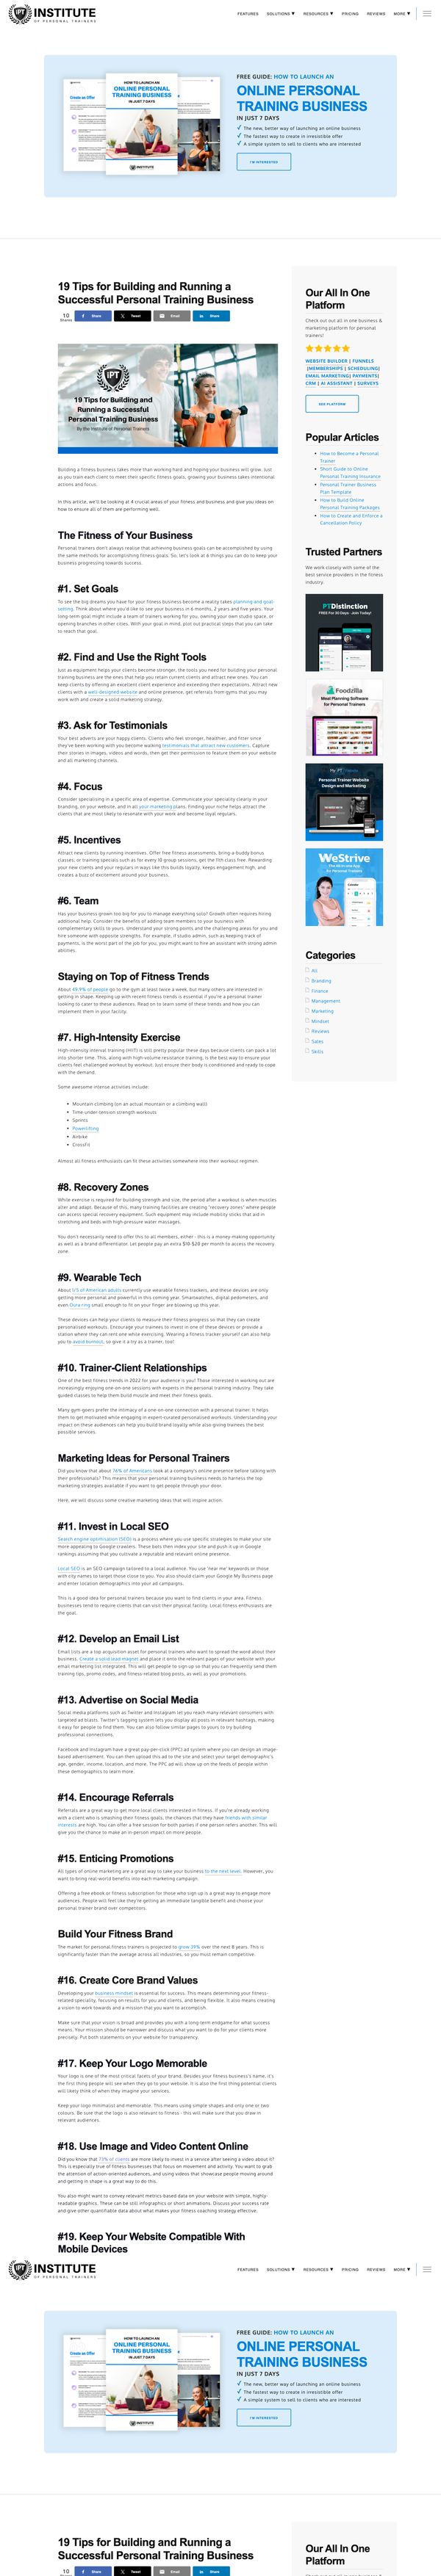 INSTITUTE
OF PERSONAL TRAINERS
FEATURES
SOLUTIONS ▼
RESOURCES ▼
PRICING
REVIEWS
MORE ▼
FREE GUIDE: HOW TO LAUNCH AN
ONLINE PERSONAL
TRAINING BUSINESS
IN JUST 7 DAYS
✓ The new, better way of launching an online business
✓ The fastest way to create in irresistible offer
✓ A simple system to sell to clients who are interested
I'M INTERESTED
19 Tips for Building and Running a
Successful Personal Training Business
10
Shares
Share
Tweet
Email
Share
IPT
19 Tips for Building and
Running a Successful
Personal Training Business
By the Institute of Personal Trainers
Building a fitness business takes more than working hard and hoping your business will grow. Just
as you train each client to meet their fitness goals, growing your business takes intentional
actions and focus.
In this article, we'll be looking at 4 crucial areas of your fitness and business and give you ideas on
how to ensure all of them are performing well.
The Fitness of Your Business
Personal trainers don't always realise that achieving business goals can be accomplished by using
the same methods for accomplishing fitness goals. So, let's look at 6 things you can do to keep your
business progressing towards success.
#1. Set Goals
To see the big dreams you have for your fitness business become a reality takes planning and goal-
setting. Think about where you'd like to see your business in 6 months, 2 years and five years. Your
long-term goal might include a team of trainers working for you, owning your own studio space, or
opening branches in other cities. With your goal in mind, create a plan with milestones that you can take
to reach that goal.
#2. Find and Use the Right Tools
Just as equipment helps your clients become stronger, the tools you need for building your personal
training business are the ones that help you retain current clients and attract new ones. You can
keep clients by offering an excellent client experience and exceeding their expectations. Attract new
clients with a well-designed website and online presence. Invest in the in-depth gym items that you may
work with and create a solid marketing strategy.
#3. Ask for Testimonials
Your best adverts are your happy clients. Clients who feel stronger, healthier, and fitter since
they've been working with you become walking testimonials that attract new customers. Capture
their stories in images, videos and words, then get their permission to feature them on your website
and all marketing channels.
#4. Focus
Consider specialising in a specific area of expertise. Communicate your speciality clearly in your
branding, on your website, and in all your marketing plans. Focusing on a niche helps attract the
clients that are most likely to resonate with your work and become loyal regulars.
#5. Incentives
Attract new clients by running incentives. Offer free fitness assessments, bring-a-buddy bonus
classes, or training specials such as for every 10 group sessions, get the 11th class free. Rewarding
your new clients and your regulars in ways like this builds loyalty, keeps engagement high, and
creates a buzz of excitement around your business.
#6. Team
Has your business grown too big for you to manage everything solo? Growth often requires hiring
additional help. Consider the benefits of adding team members to your business with
complementary skills to yours. Understand your strong points and the challenging areas for you and
hire someone with opposite strengths. For example, if studio admin, such as keeping track of
payments, is the worst part of the job for you, you might want to hire an assistant with strong admin
abilities.
Staying on Top of Fitness Trends
About 49.9% of people go to the gym at least twice a week, but many others are interested in
getting in shape. Keeping up with recent fitness trends is essential if you're a personal trainer
looking to cater to these audiences. Read on to learn some of these trends and how you can
implement them in your facility.
#7. High-Intensity Exercise
High-intensity interval training (HIIT) is still pretty popular these days because clients can pack a lot
into a short time. This, along with high-volume resistance training, is one way to ensure your
clients feel challenged workout by workout. Just ensure their body is conditioned and ready to cope
with the demand.
Some awesome intense activities include:
• Mountain climbing (on an actual mountain or a climbing wall)
• Time-under-tension strength workouts
• Sprints
• Powerlifting
• Airbike
• CrossFit
Almost all fitness enthusiasts can fit these activities somewhere into their workout regimen.
#8. Recovery Zones
While exercise is required for building strength and size, the period after a workout is when muscles
alter and adapt. Because of this, many training facilities are creating 'recovery zones' where people
can access special recovery equipment. Such equipment may include mobility sticks that aid in
stretching and beds with high-pressure water massages.
You don't necessarily need to offer this to all members, either - this is a money-making opportunity
as well as a brand differentiator. Let people pay an extra $10-$20 per month to access the recovery
zone.
#9. Wearable Tech
About 1/5 of American adults currently use wearable fitness trackers, and these devices are only
getting more personal and powerful in this coming year. Smartwatches, digital pedometers, and
even Oura ring small enough to fit on your finger are blowing up this year.
These devices can help your clients to measure their fitness progress so that they can create
personalised workouts. Encourage your trainees to invest in one of these devices or provide a
station where they can rent one while exercising. Wearing a fitness tracker yourself can also help
you to avoid burnout, so give it a try as a trainer, too!
#10. Trainer-Client Relationships
One of the best fitness trends in 2022 for your audience is you! Those interested in working out are
increasingly enjoying one-on-one sessions with experts in the personal training industry. They take
guided classes to help them build muscle and meet their fitness goals.
Many gym-goers prefer the intimacy of a one-on-one connection with a personal trainer. It helps
them to get motivated while engaging in expert-curated personalised workouts. Understanding your
impact on these audiences can help you build brand loyalty while also giving trainees the best
possible services.
Marketing Ideas for Personal Trainers
Did you know that about 76% of Americans look at a company's online presence before talking with
their professionals? This means that your personal training business needs to harness the top
marketing strategies available if you want to get people through your door.
Here, we will discuss some creative marketing ideas that will inspire action.
#11. Invest in Local SEO
Search engine optimisation (SEO) is a process where you use specific strategies to make your site
more appealing to Google crawlers. These bots then index your site and push it up in Google
rankings assuming that you cultivate a reputable and relevant online presence.
Local SEO is an SEO campaign tailored to a local audience. You use 'near me' keywords or those
with city names to target those close to you. You also should claim your Google My Business page
and enter location demographics into your ad campaigns.
This is a good idea for personal trainers because you want to find clients in your area. Fitness
businesses tend to require clients that can visit their physical facility. Local fitness enthusiasts are
the goal.
#12. Develop an Email List
Email lists are a top acquisition asset for personal trainers who want to spread the word about their
business. Create a solid lead magnet and place it onto the relevant pages of your website with your
email marketing list integrated. This will get people to sign-up so that you can frequently send them
training tips, promo codes, and fitness-related blog posts, as well as promotions.
#13. Advertise on Social Media
Social media platforms such as Twitter and Instagram let you reach many relevant consumers with
targeted ad blasts. Twitter's tagging system lets you display all posts in relevant hashtags, making
it easy for people to find them. You can also follow similar pages to yours to try building
professional connections.
Facebook and Instagram have a great pay-per-click (PPC) ad system where you can design an image-
based advertisement. You can then upload this ad to the site and select your target demographic's
age, gender, income, location, and more. The PPC ad will show up on the feeds of people within
these demographics to learn more.
#14. Encourage Referrals
Referrals are a great way to get more local clients interested in fitness. If you're already working
with a client who is smashing their fitness goals, the chances that they have friends with similar
interests are high. You can offer a free session for both parties if one person refers another. This will
give you the chance to make an in-person impact on more people.
#15. Enticing Promotions
All types of online marketing are a great way to take your business to the next level. However, you
want to bring real-world benefits into each marketing campaign.
Offering a free ebook or fitness subscription for those who sign up is a great way to engage more
audiences. People will feel like they're getting an immediate tangible benefit and choose your
personal trainer brand over competitors.
Build Your Fitness Brand
The market for personal fitness trainers is projected to grow 39% over the next 8 years. This is
significantly faster than the average across all industries, so you must remain competitive.
#16. Create Core Brand Values
Developing your business mindset is essential for success. This means determining your fitness-
related speciality, focusing on results for you and clients, and being flexible. It also means creating
a vision to work towards and a mission that you want to accomplish.
Make sure that your vision is broad and provides you with a long-term endgame for what success
means. Your mission should be narrower and discuss what you want to do for your clients more
precisely. Put both statements on your website for transparency.
#17. Keep Your Logo Memorable
Your logo is one of the most critical facets of your brand. Besides your fitness business's name, it's
the first thing people will see when they go to your website. It is also the first thing potential clients
will likely think of when they imagine your services.
Keep your logo minimalist and memorable. This means using simple shapes and only one or two
colours. Be sure that the logo is also relevant to fitness - this will make sure that you draw in
relevant audiences.
#18. Use Image and Video Content Online
Did you know that 73% of clients are more likely to invest in a service after seeing a video about it?
This is especially true of fitness businesses that focus on movement and activity. You want to grab
the attention of action-oriented audiences, and using videos that showcase people moving around
and getting in shape is a great way to do this.
You also might want to convey relevant metrics-based data on your website with simple, highly-
readable graphics. These can be still infographics or short animations. Discuss your success rate
and give other quantifiable data about what makes your fitness coaching strategy effective.
#19. Keep Your Website Compatible With
Mobile Devices
Our All In One
Platform
Check out out all in one business &
marketing platform for personal
trainers!
WEBSITE BUILDER | FUNNELS
|MEMBERSHIPS | SCHEDULING|
EMAIL MARKETING| PAYMENTS|
CRM | AI ASSISTANT | SURVEYS
SEE PLATFORM
Popular Articles
• How to Become a Personal
Trainer
• Short Guide to Online
Personal Training Insurance
• Personal Trainer Business
Plan Template
• How to Build Online
Personal Training Packages
• How to Create and Enforce a
Cancellation Policy
Trusted Partners
We work closely with some of the
best service providers in the fitness
industry
PTDistinction
FREE For 30 Days - Join Today!
Foodzilla
Meal Planning Software
for Personal Trainers
My PT
Personal Trainer Website
Design and Marketing
WeStrive
The All-in-one App
for Personal Trainers
Categories
All
Branding
Finance
Management
Marketing
Mindset
Reviews
Sales
Skills
INSTITUTE
OF PERSONAL TRAINERS
FEATURES
SOLUTIONS ▼
RESOURCES ▼
PRICING
REVIEWS
MORE ▼
FREE GUIDE: HOW TO LAUNCH AN
ONLINE PERSONAL
TRAINING BUSINESS
IN JUST 7 DAYS
✓ The new, better way of launching an online business
✓ The fastest way to create in irresistible offer
✓ A simple system to sell to clients who are interested
I'M INTERESTED
19 Tips for Building and Running a
Successful Personal Training Business
10
Share
Tweet
Email
Share
Our All In One
Platform